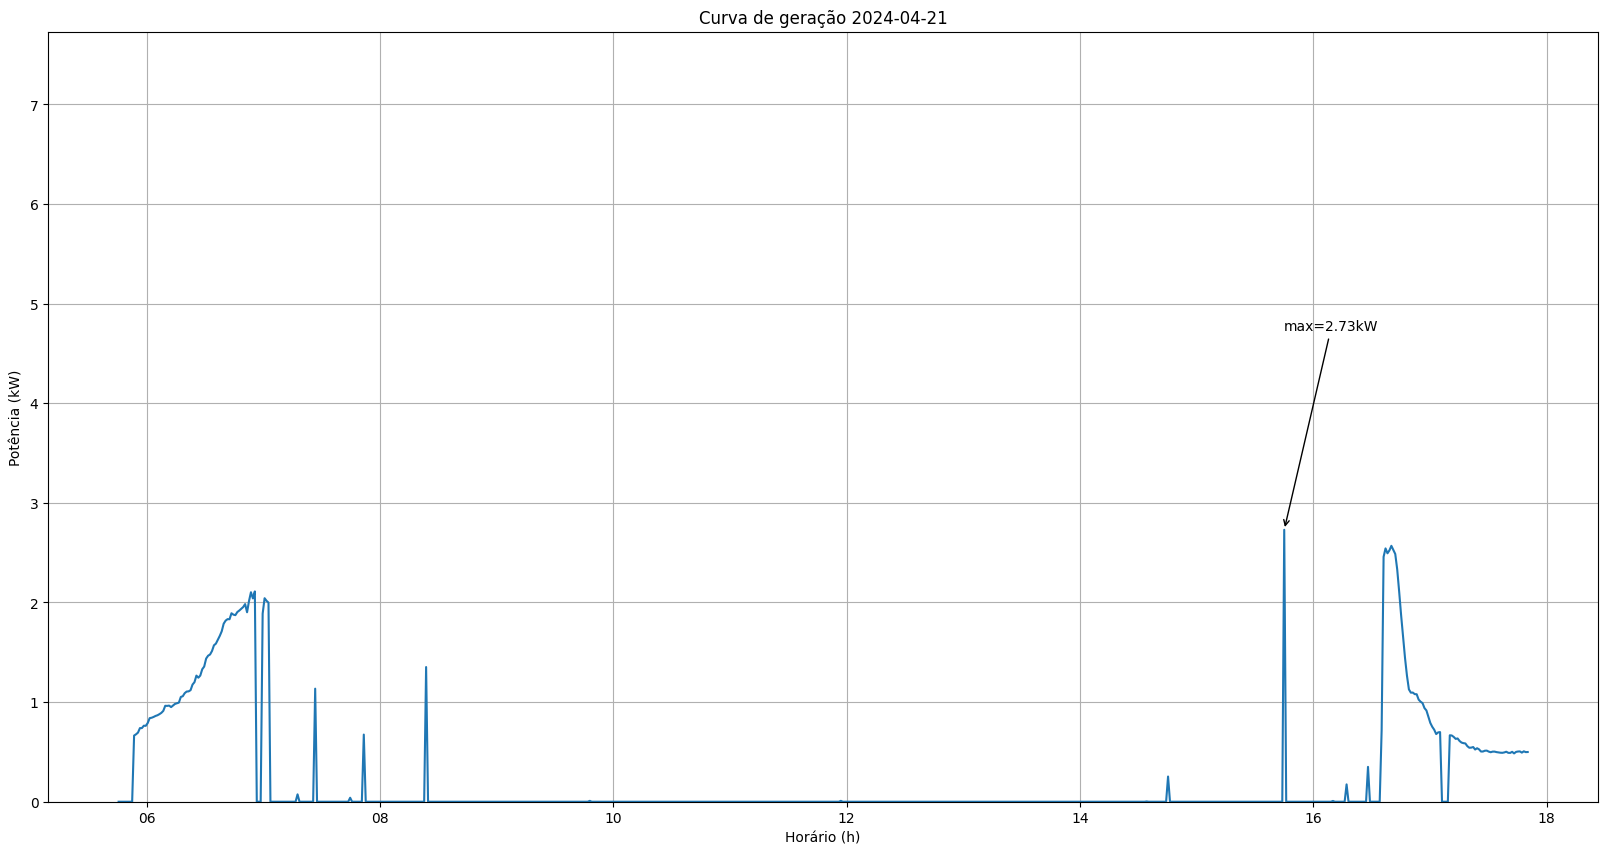 Curva de geração 2024-04-21
Potência (kW)
7
6
5
4
3
2
1
0
max=2.73kW
06 08 10 12 14 16 18
Horário (h)